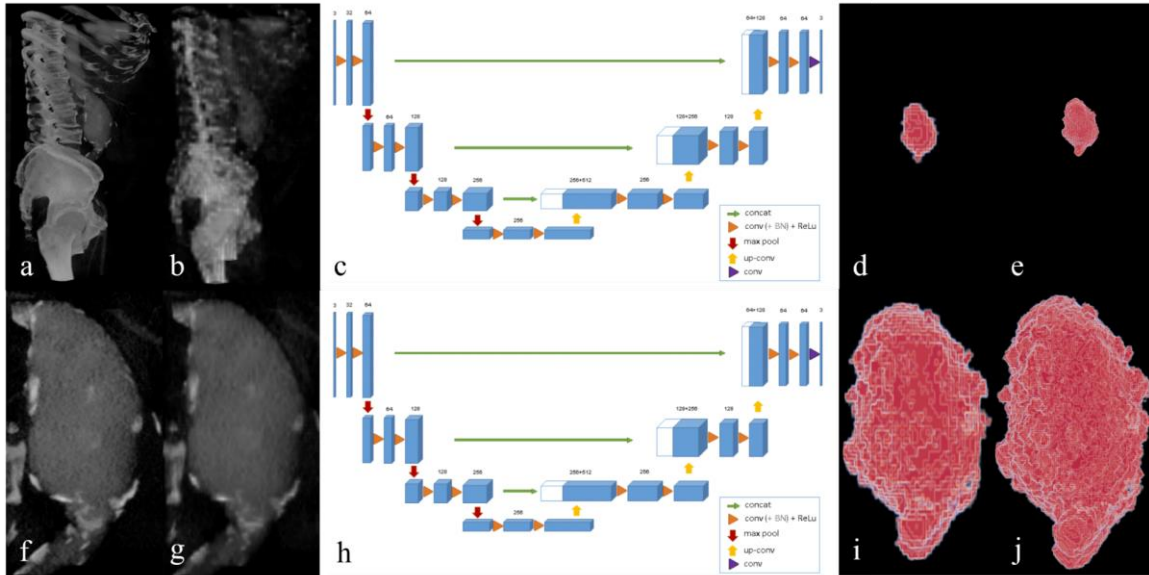 3 32 64
64+128 64 64 3
64 128
128+256 128
128 256
256+512 256
256
concat
conv (+ BN) + ReLu
max pool
up-conv
conv
a
b
c
d
e
3 32 64
64+128 64 64 3
64 128
128+256 128
128 256
256+512 256
256
concat
conv (+ BN) + ReLu
max pool
up-conv
conv
f
g
h
i
j